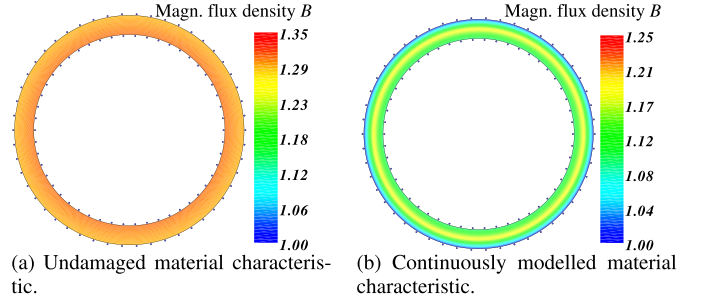 Magn. flux density B
1.35
1.29
1.23
1.18
1.12
1.06
1.00
(a) Undamaged material characteris-
tic.
Magn. flux density B
1.25
1.21
1.17
1.12
1.08
1.04
1.00
(b) Continuously modelled material
characteristic.